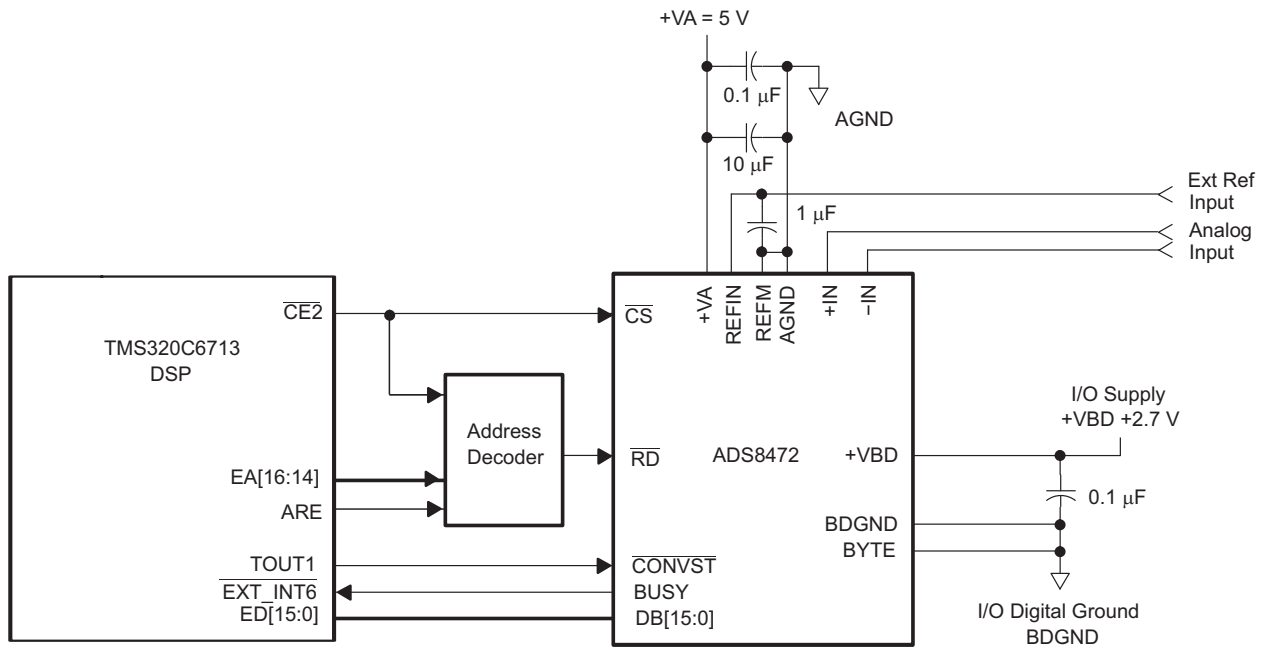 +VA = 5 V
0.1 μF
AGND
10 μF
Ext Ref
Input
1 μF
Analog
Input
CE2
CS
+VA
REFIN
REFM
AGND
+IN
−IN
TMS320C6713
DSP
Address
Decoder
I/O Supply
+VBD +2.7 V
RD
ADS8472
+VBD
EA[16:14]
0.1 μF
ARE
BDGND
BYTE
TOUT1
CONVST
EXT_INT6
BUSY
ED[15:0]
DB[15:0]
I/O Digital Ground
BDGND